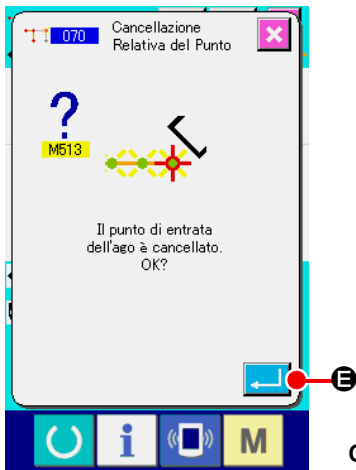 070
Cancellazione
Relativa del Punto
?
M513
Il punto di entrata
dell'ago è cancellato.
OK?
E
i
M